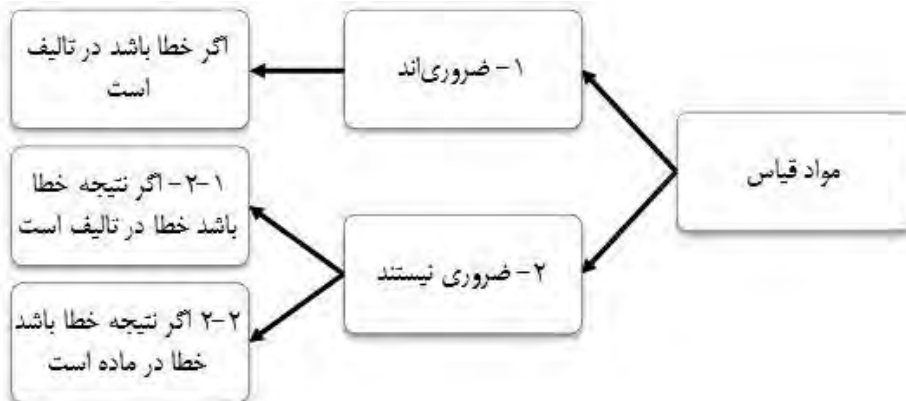 مواد قیاس
۱- ضروری‌اند
اگر خطا باشد در تالیف
است
۲- ضروری نیستند
۲-۱- اگر نتیجه خطا
باشد خطا در تالیف است
۲-۲ اگر نتیجه خطا باشد
خطا در ماده است